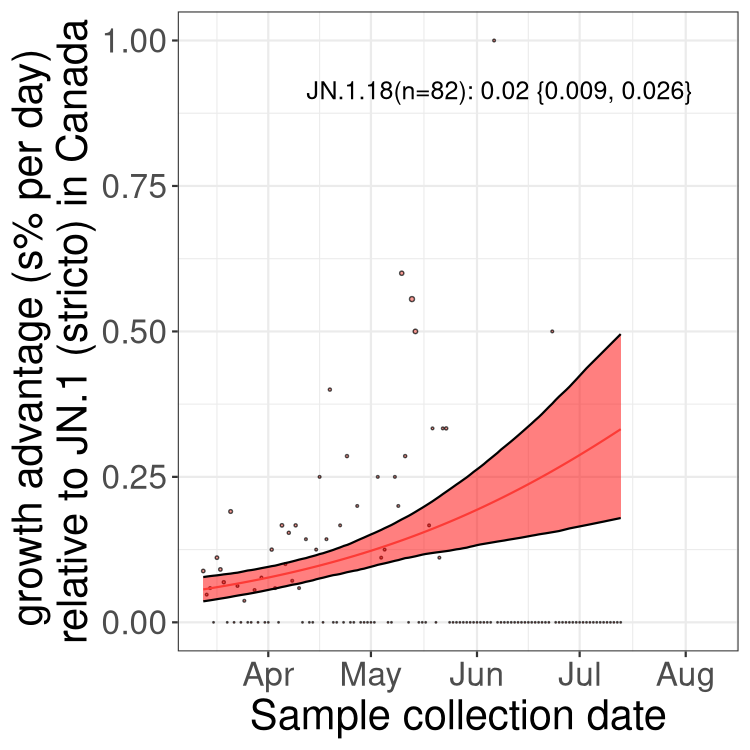 growth advantage (s% per day)
relative to JN.1 (stricto) in Canada
1.00
0.75
0.50
0.25
0.00
JN.1.18(n=82): 0.02 {0.009, 0.026}
Apr May Jun Jul Aug
Sample collection date